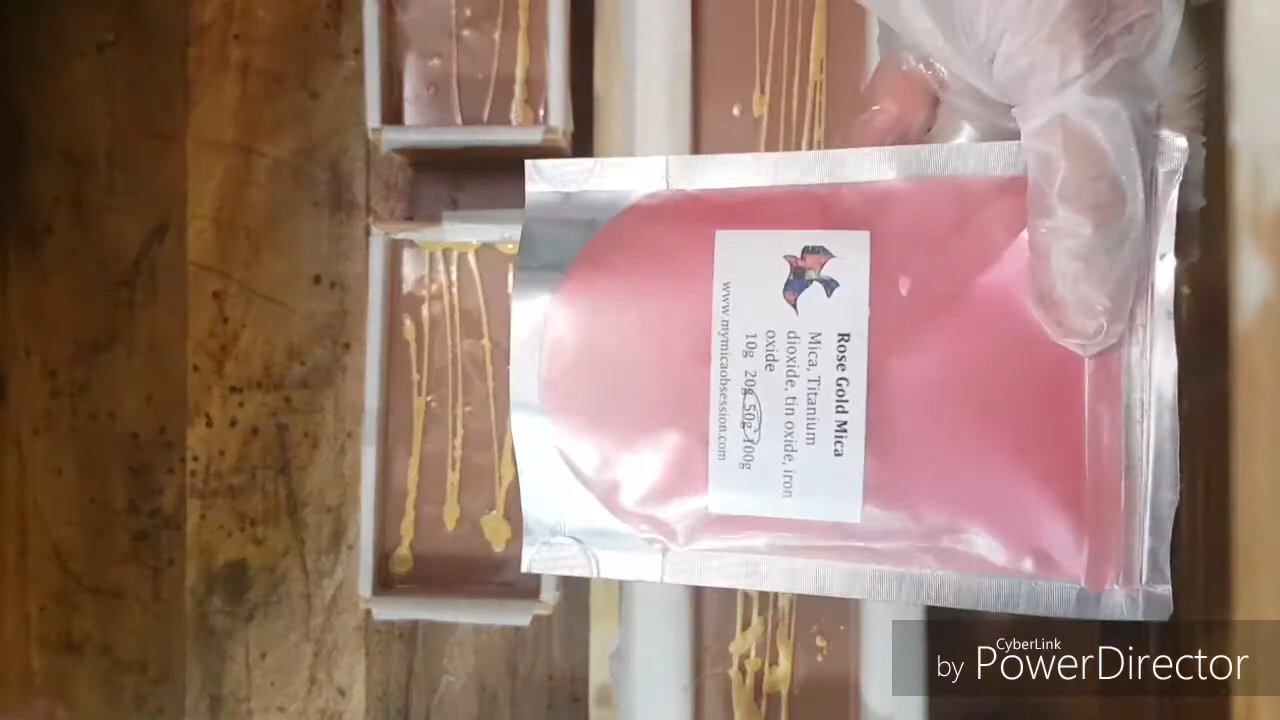 Rose Gold Mica
Mica, Titanium
dioxide, tin oxide, iron
oxide
10g 20g 50g 100g
www.mymicaobsession.com
CyberLink
by PowerDirector